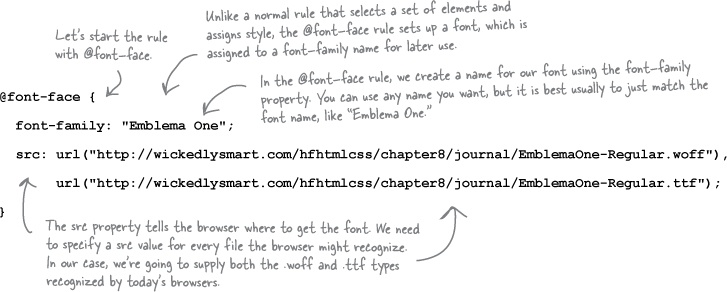 Let's start the rule
with @font-face.
Unlike a normal rule that selects a set of elements and
assigns style, the @font-face rule sets up a font, which is
assigned to a font-family name for later use.
In the @font-face rule, we create a name for our font using the font-family
property. You can use any name you want, but it is best usually to just match the
font name, like "Emblema One."
@font-face {
font-family: "Emblema One";
src: url("http://wickedlysmart.com/hfhtmlcss/chapter8/journal/EmblemaOne-Regular.woff"),
url("http://wickedlysmart.com/hfhtmlcss/chapter8/journal/EmblemaOne-Regular.ttf");
}
The src property tells the browser where to get the font. We need
to specify a src value for every file the browser might recognize.
In our case, we're going to supply both the .woff and .ttf types
recognized by today's browsers.